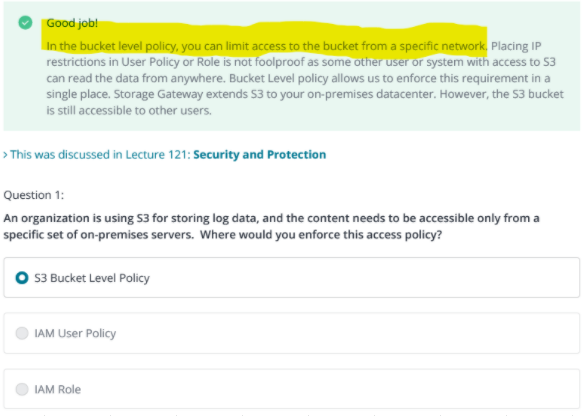 Good job!
In the bucket level policy, you can limit access to the bucket from a specific network. Placing IP
restrictions in User Policy or Role is not foolproof as some other user or system with access to S3
can read the data from anywhere. Bucket Level policy allows us to enforce this requirement in a
single place. Storage Gateway extends S3 to your on-premises datacenter. However, the S3 bucket
is still accessible to other users.
> This was discussed in Lecture 121: Security and Protection
Question 1:
An organization is using S3 for storing log data, and the content needs to be accessible only from a
specific set of on-premises servers. Where would you enforce this access policy?
S3 Bucket Level Policy
IAM User Policy
IAM Role